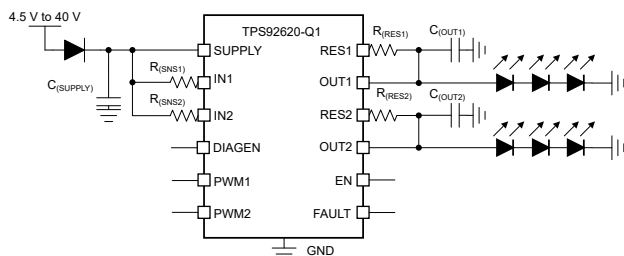 4.5 V to 40 V
TPS92620-Q1
SUPPLY
C(SUPPLY)
R(SNS1)
IN1
R(SNS2)
IN2
DIAGEN
PWM1
PWM2
RES1
R(RES1)
C(OUT1)
OUT1
RES2
R(RES2)
C(OUT2)
OUT2
EN
FAULT
GND